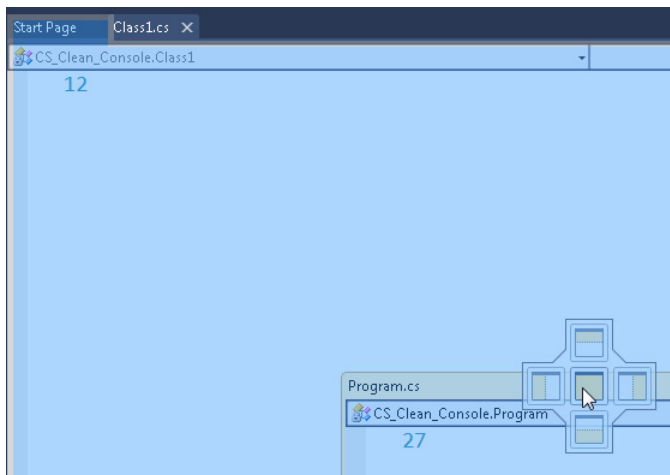 Start Page Class1.cs
CS_Clean_Console.Class1
12
Program.cs
CS_Clean_Console.Program
27